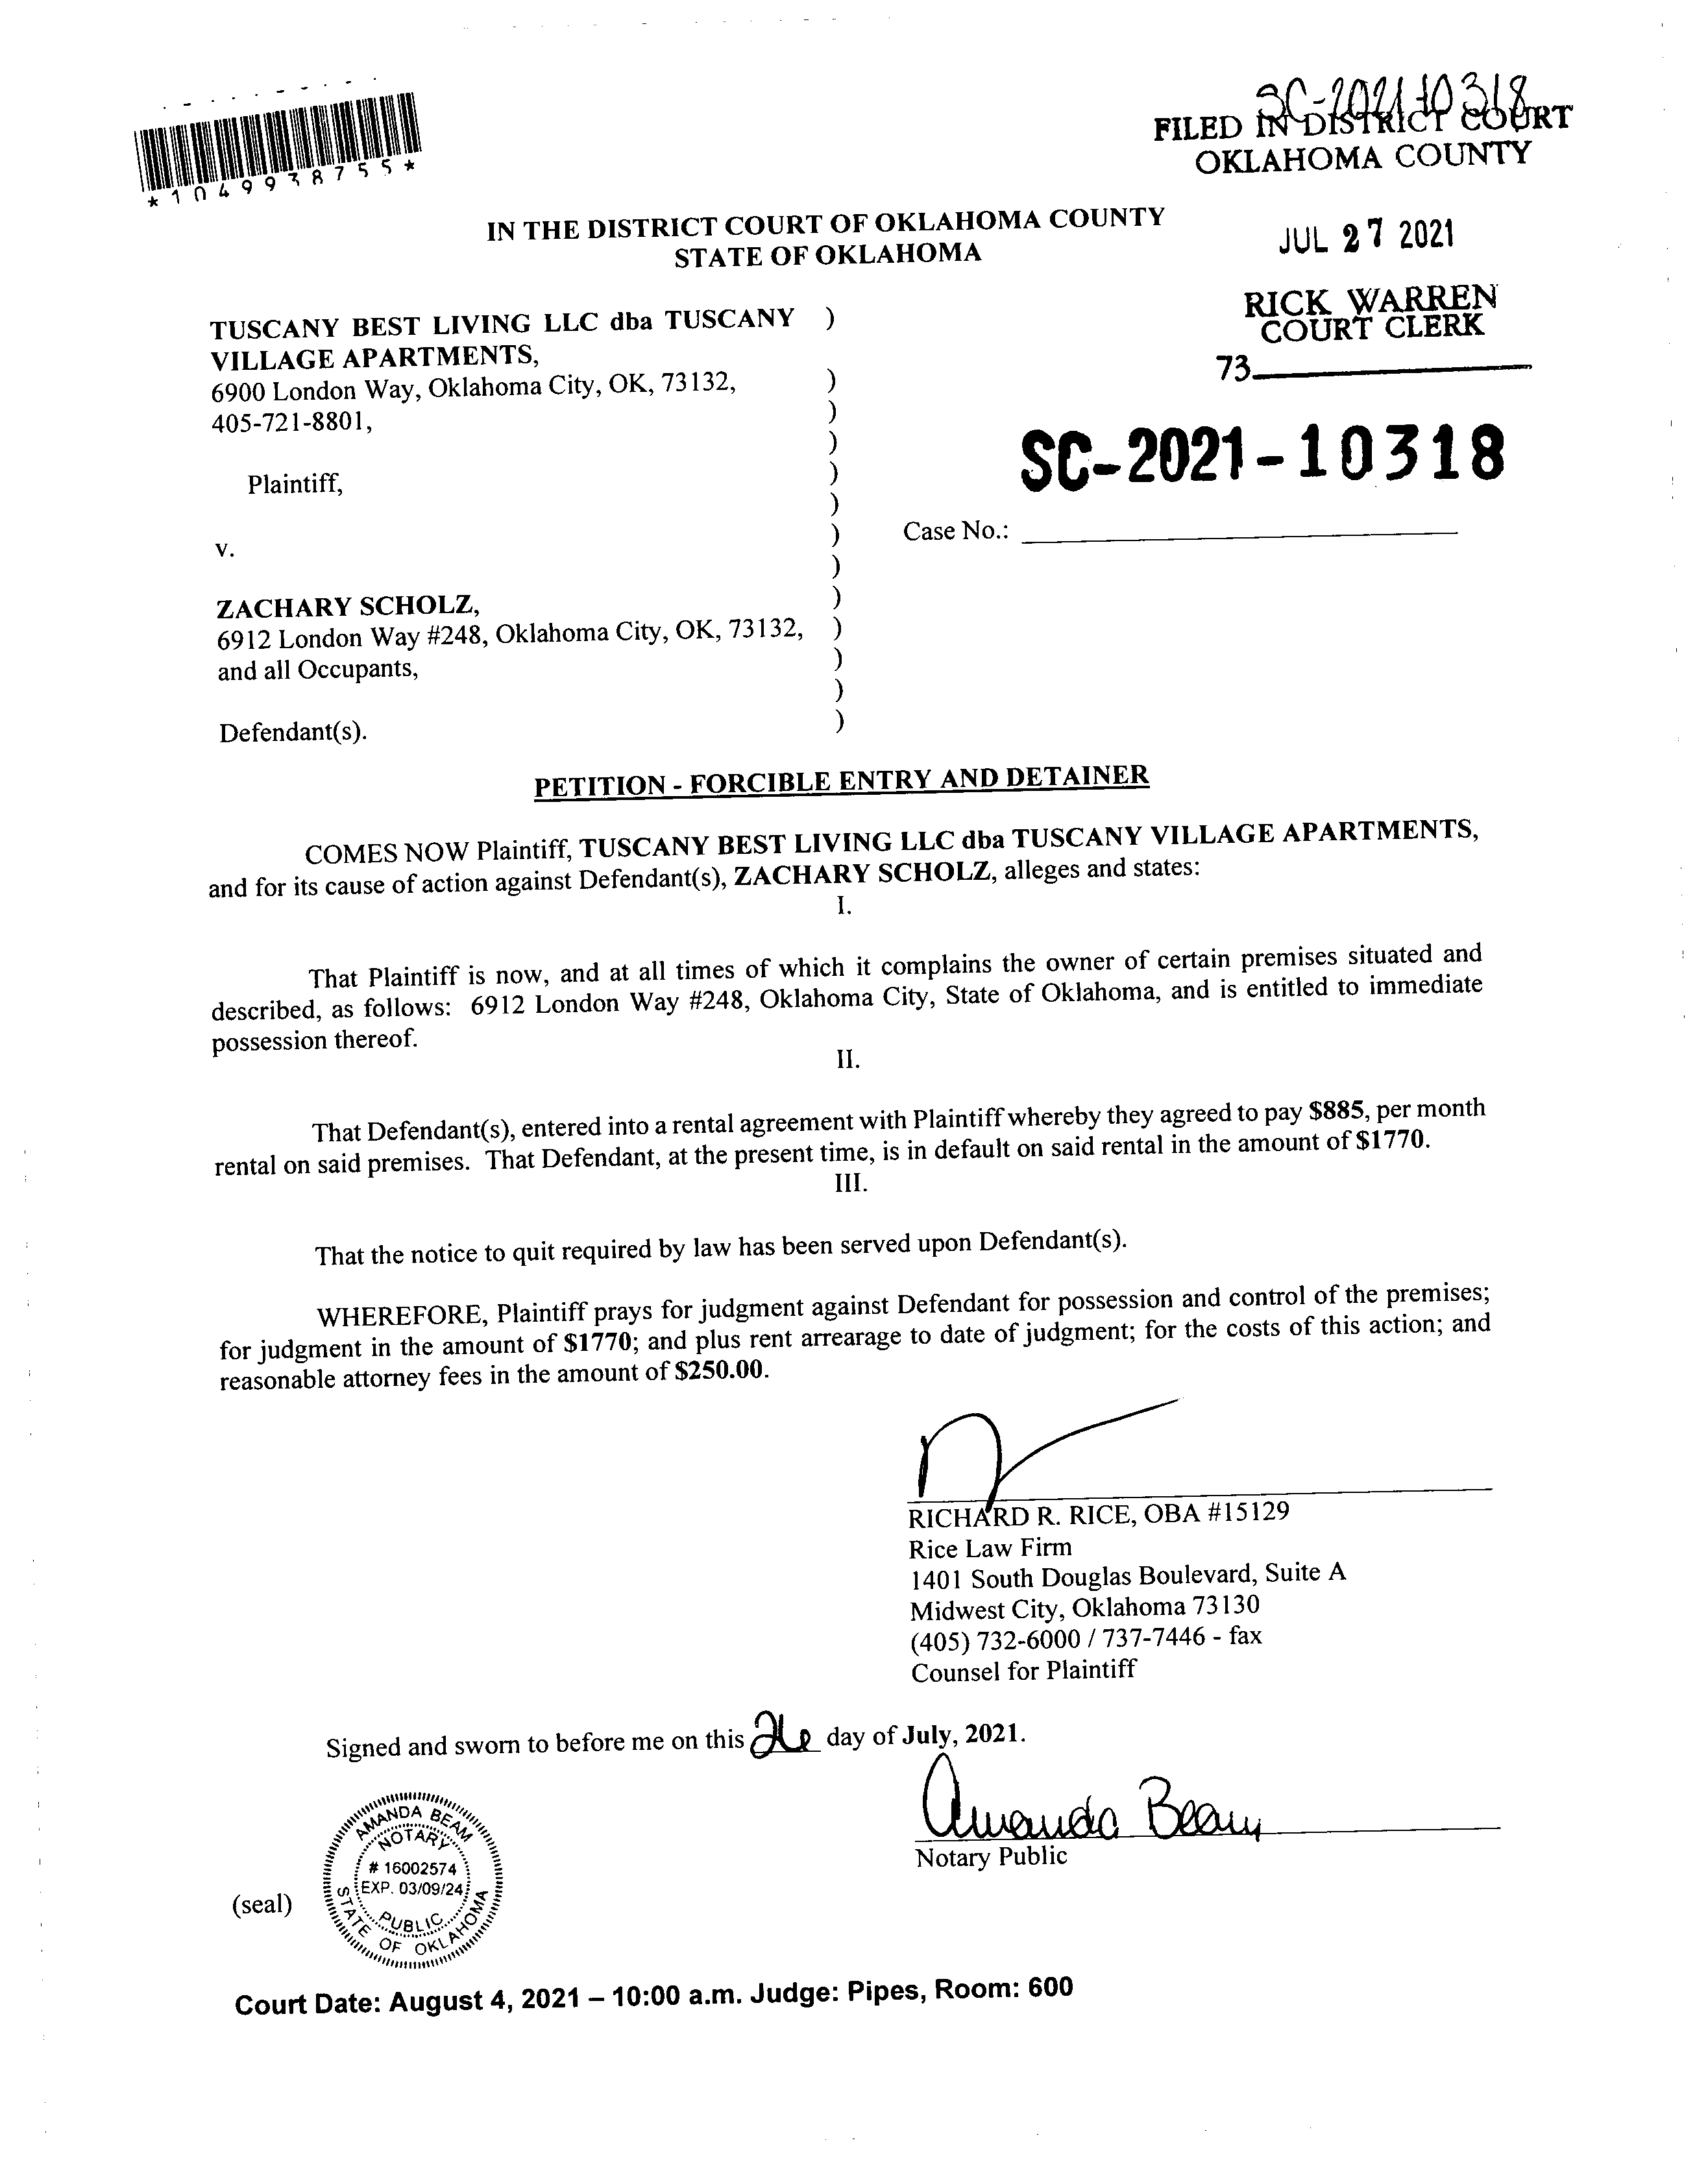 *1049938755*
SC-2021-10318
FILED IN DISTRICT COURT
OKLAHOMA COUNTY
IN THE DISTRICT COURT OF OKLAHOMA COUNTY
STATE OF OKLAHOMA
JUL 27 2021
RICK WARREN
COURT CLERK
73
TUSCANY BEST LIVING LLC dba TUSCANY )
VILLAGE APARTMENTS,
6900 London Way, Oklahoma City, OK, 73132, )
405-721-8801, )
)
Plaintiff, )
)
SC-2021-10318
v. )
Case No.:
)
ZACHARY SCHOLZ, )
6912 London Way #248, Oklahoma City, OK, 73132, )
and all Occupants, )
)
Defendant(s). )
PETITION - FORCIBLE ENTRY AND DETAINER
COMES NOW Plaintiff, TUSCANY BEST LIVING LLC dba TUSCANY VILLAGE APARTMENTS,
and for its cause of action against Defendant(s), ZACHARY SCHOLZ, alleges and states:
I.
That Plaintiff is now, and at all times of which it complains the owner of certain premises situated and
described, as follows: 6912 London Way #248, Oklahoma City, State of Oklahoma, and is entitled to immediate
possession thereof.
II.
That Defendant(s), entered into a rental agreement with Plaintiff whereby they agreed to pay $885, per month
rental on said premises. That Defendant, at the present time, is in default on said rental in the amount of $1770.
III.
That the notice to quit required by law has been served upon Defendant(s).
WHEREFORE, Plaintiff prays for judgment against Defendant for possession and control of the premises;
for judgment in the amount of $1770; and plus rent arrearage to date of judgment; for the costs of this action; and
reasonable attorney fees in the amount of $250.00.
RICHARD R. RICE, OBA #15129
Rice Law Firm
1401 South Douglas Boulevard, Suite A
Midwest City, Oklahoma 73130
(405) 732-6000 / 737-7446 - fax
Counsel for Plaintiff
Signed and sworn to before me on this 26 day of July, 2021.
Amanda Beam
Notary Public
(seal)
AMANDA BEAM
NOTARY
# 16002574
EXP. 03/09/24
PUBLIC
STATE OF OKLAHOMA
Court Date: August 4, 2021 – 10:00 a.m. Judge: Pipes, Room: 600